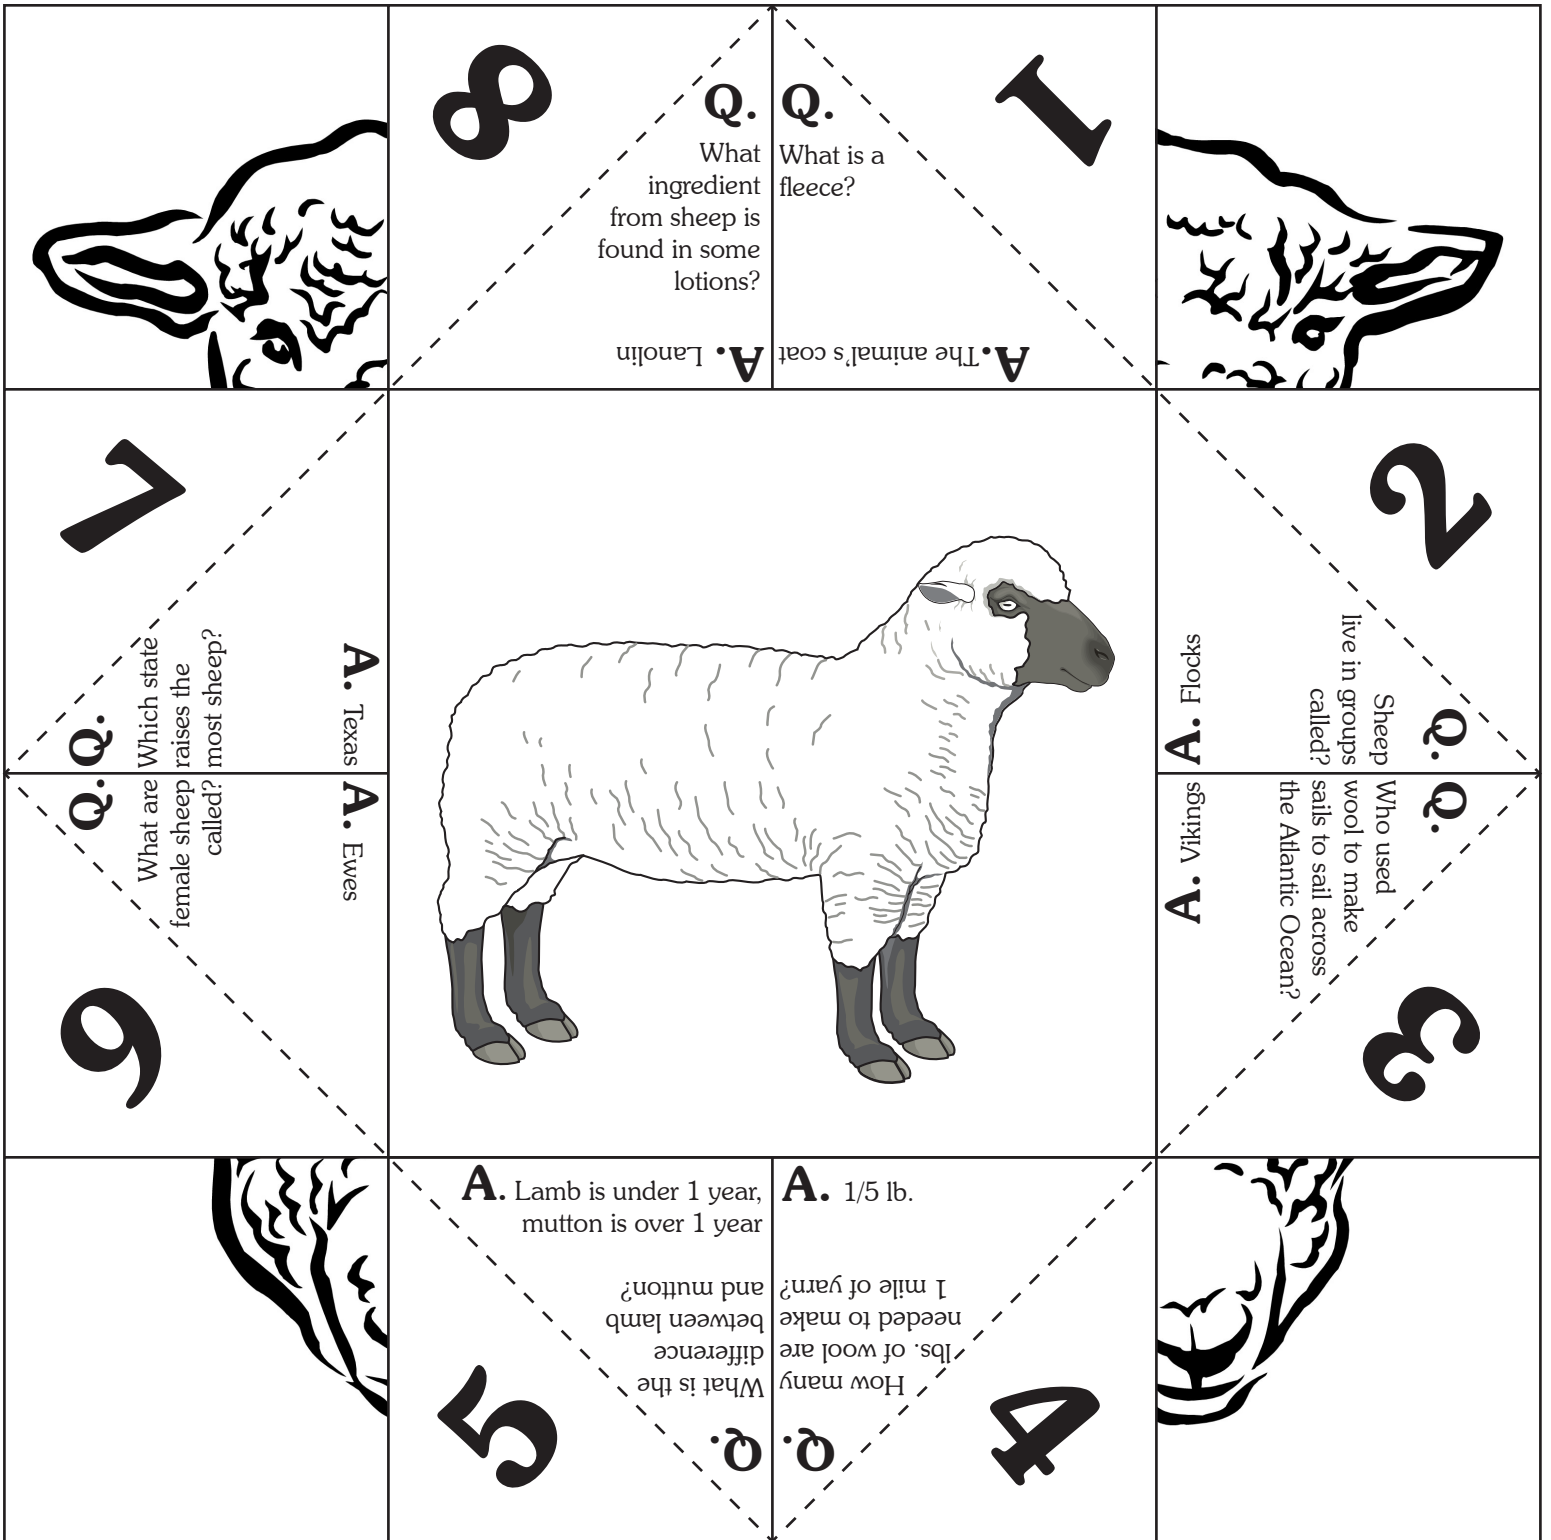 8
Q.
What
ingredient
from sheep is
found in some
lotions?
A. Lanolin
1
Q.
What is a
fleece?
A. The animal's coat
2
Q.
Sheep
live in groups
called?
A. Flocks
3
Q.
Who used
wool to make
sails to sail across
the Atlantic Ocean?
A. Vikings
4
Q.
How many
lbs. of wool are
needed to make
1 mile of yarn?
A. 1/5 lb.
5
Q.
What is the
difference
between lamb
and mutton?
A. Lamb is under 1 year,
mutton is over 1 year
6
Q.
What are
female sheep
called?
A. Ewes
7
Q.
Which state
raises the
most sheep?
A. Texas